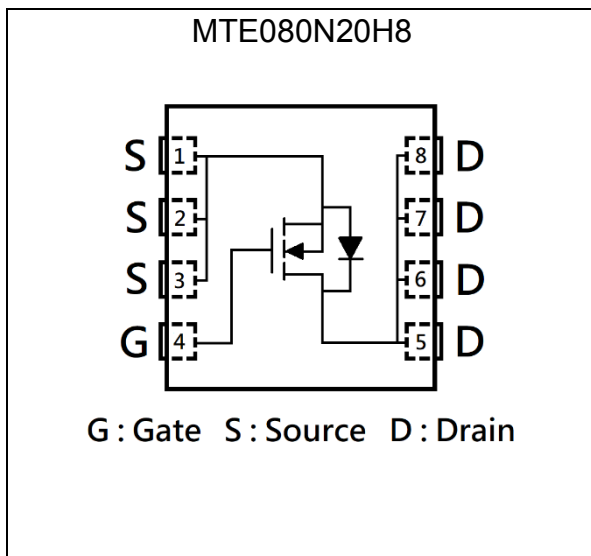 MTE080N20H8
S 1 8 D
S 2 7 D
S 3 6 D
G 4 5 D
G : Gate S : Source D : Drain